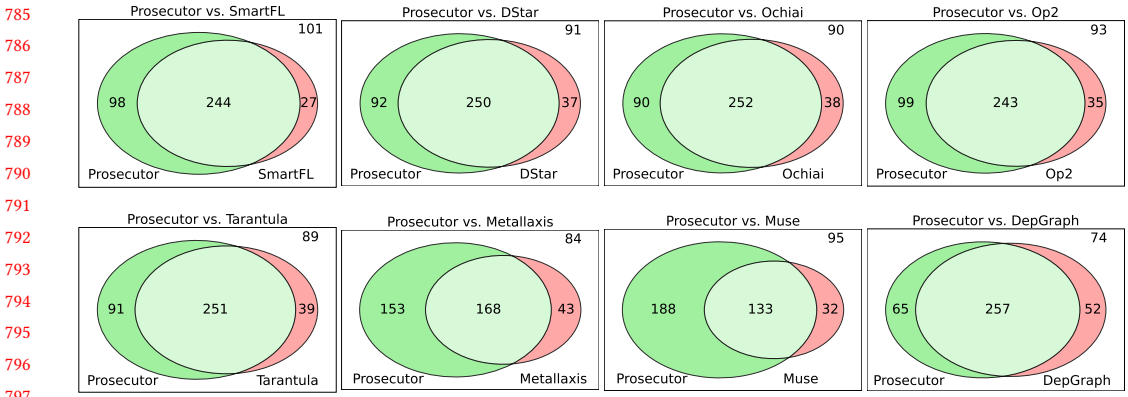 785
786
787
788
789
790
791
792
793
794
795
796
797
Prosecutor vs. SmartFL
101
98 244 27
Prosecutor SmartFL
Prosecutor vs. DStar
91
92 250 37
Prosecutor DStar
Prosecutor vs. Ochiai
90
90 252 38
Prosecutor Ochiai
Prosecutor vs. Op2
93
99 243 35
Prosecutor Op2
Prosecutor vs. Tarantula
89
91 251 39
Prosecutor Tarantula
Prosecutor vs. Metallaxis
84
153 168 43
Prosecutor Metallaxis
Prosecutor vs. Muse
95
188 133 32
Prosecutor Muse
Prosecutor vs. DepGraph
74
65 257 52
Prosecutor DepGraph